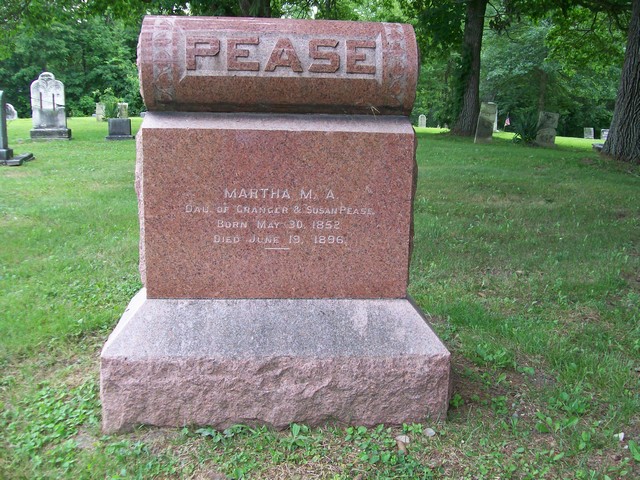 PEASE
MARTHA M. A.
DAU. OF GRANGER & SUSAN PEASE.
BORN MAY 30, 1852
DIED JUNE 19, 1896.